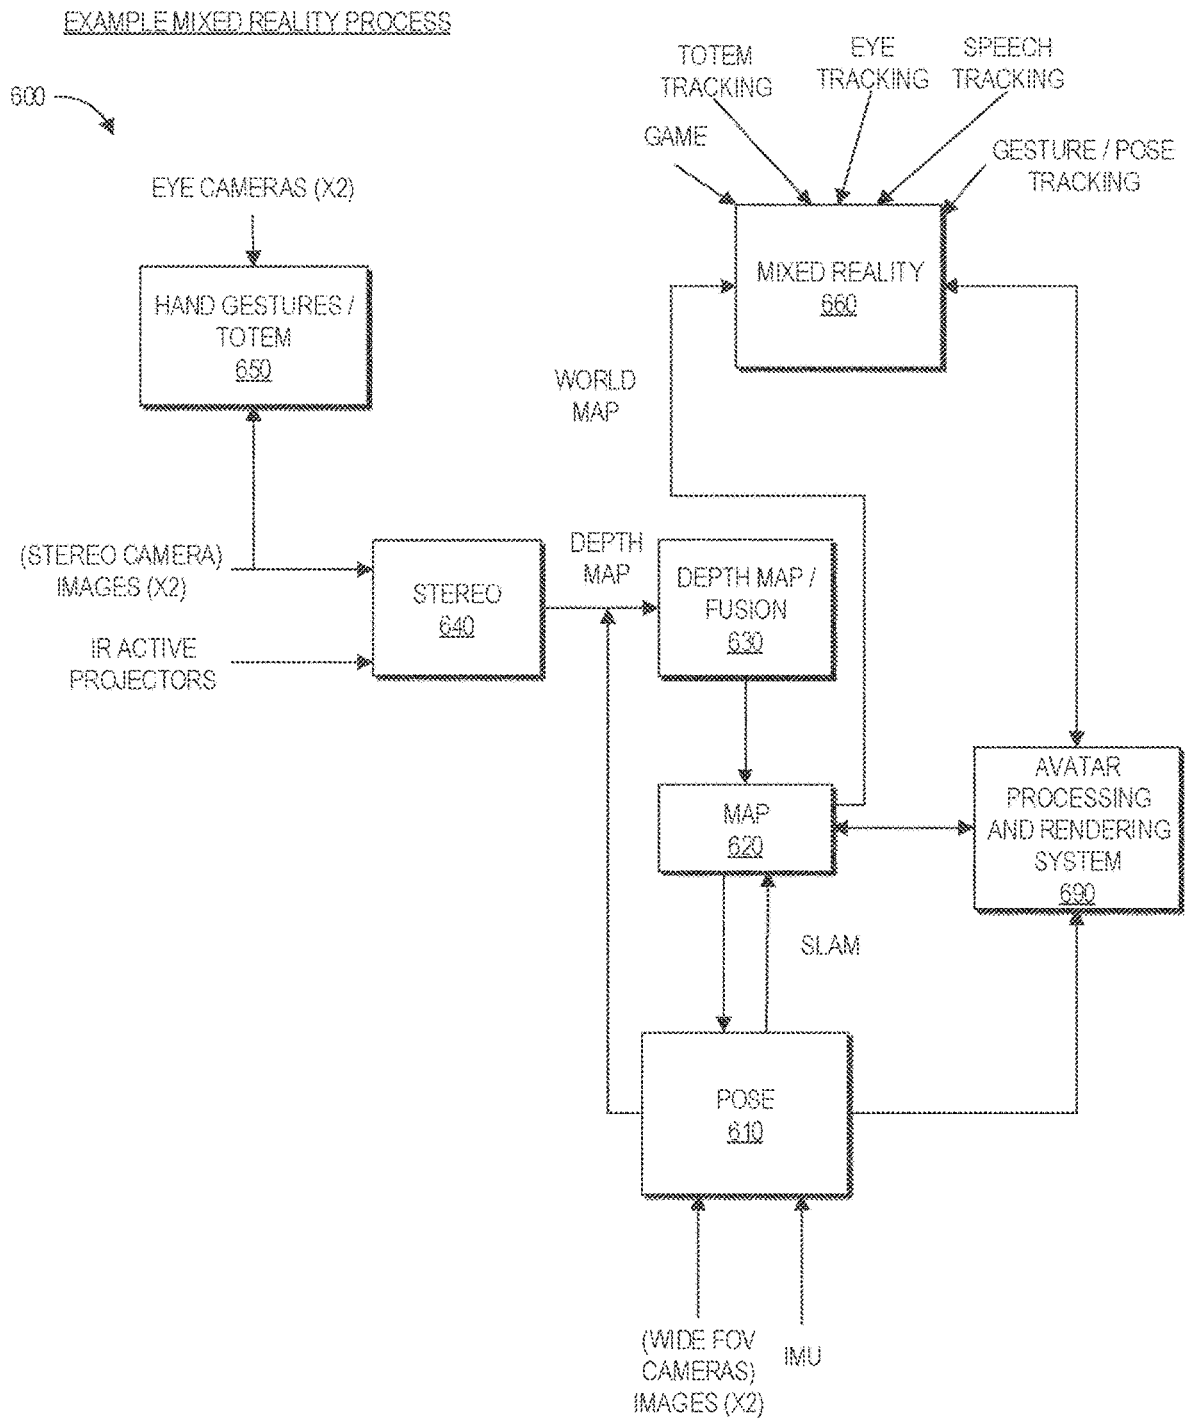 EXAMPLE MIXED REALITY PROCESS
600
TOTEM
TRACKING
EYE
TRACKING
SPEECH
TRACKING
GAME
GESTURE / POSE
TRACKING
EYE CAMERAS (X2)
HAND GESTURES /
TOTEM
650
MIXED REALITY
660
WORLD
MAP
(STEREO CAMERA)
IMAGES (X2)
IR ACTIVE
PROJECTORS
STEREO
640
DEPTH
MAP
DEPTH MAP /
FUSION
630
MAP
620
AVATAR
PROCESSING
AND RENDERING
SYSTEM
690
SLAM
POSE
610
(WIDE FOV
CAMERAS)
IMAGES (X2)
IMU